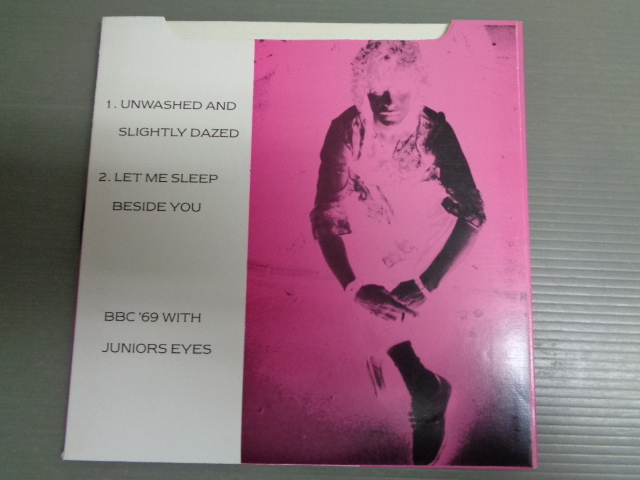 1. UNWASHED AND
SLIGHTLY DAZED
2. LET ME SLEEP
BESIDE YOU
BBC '69 WITH
JUNIORS EYES